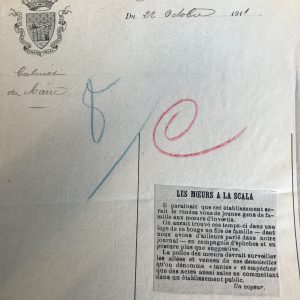 Du 22 Octobre 1911
Cabinet
du Maire
LES MŒURS A LA SCALA
Il paraitrait que cet établissement se-
rait le rendez vous de jeunes gens de fa-
mille aux mœurs d'invertis.
On aurait trouvé ces temps-ci dans une
loge de ce bouge un fils de famille — dont
nous avons d'ailleurs parlé dans notre
journal — en compagnie d'éphèbes et en
posture plus que suggestive.
La police des mœurs devrait surveiller
les allées et venues de ces demoiselles
qu'on dénomme « tantes » et empêcher
que des actes aussi sales se commettent
dans un établissement public.
Un voyeur.